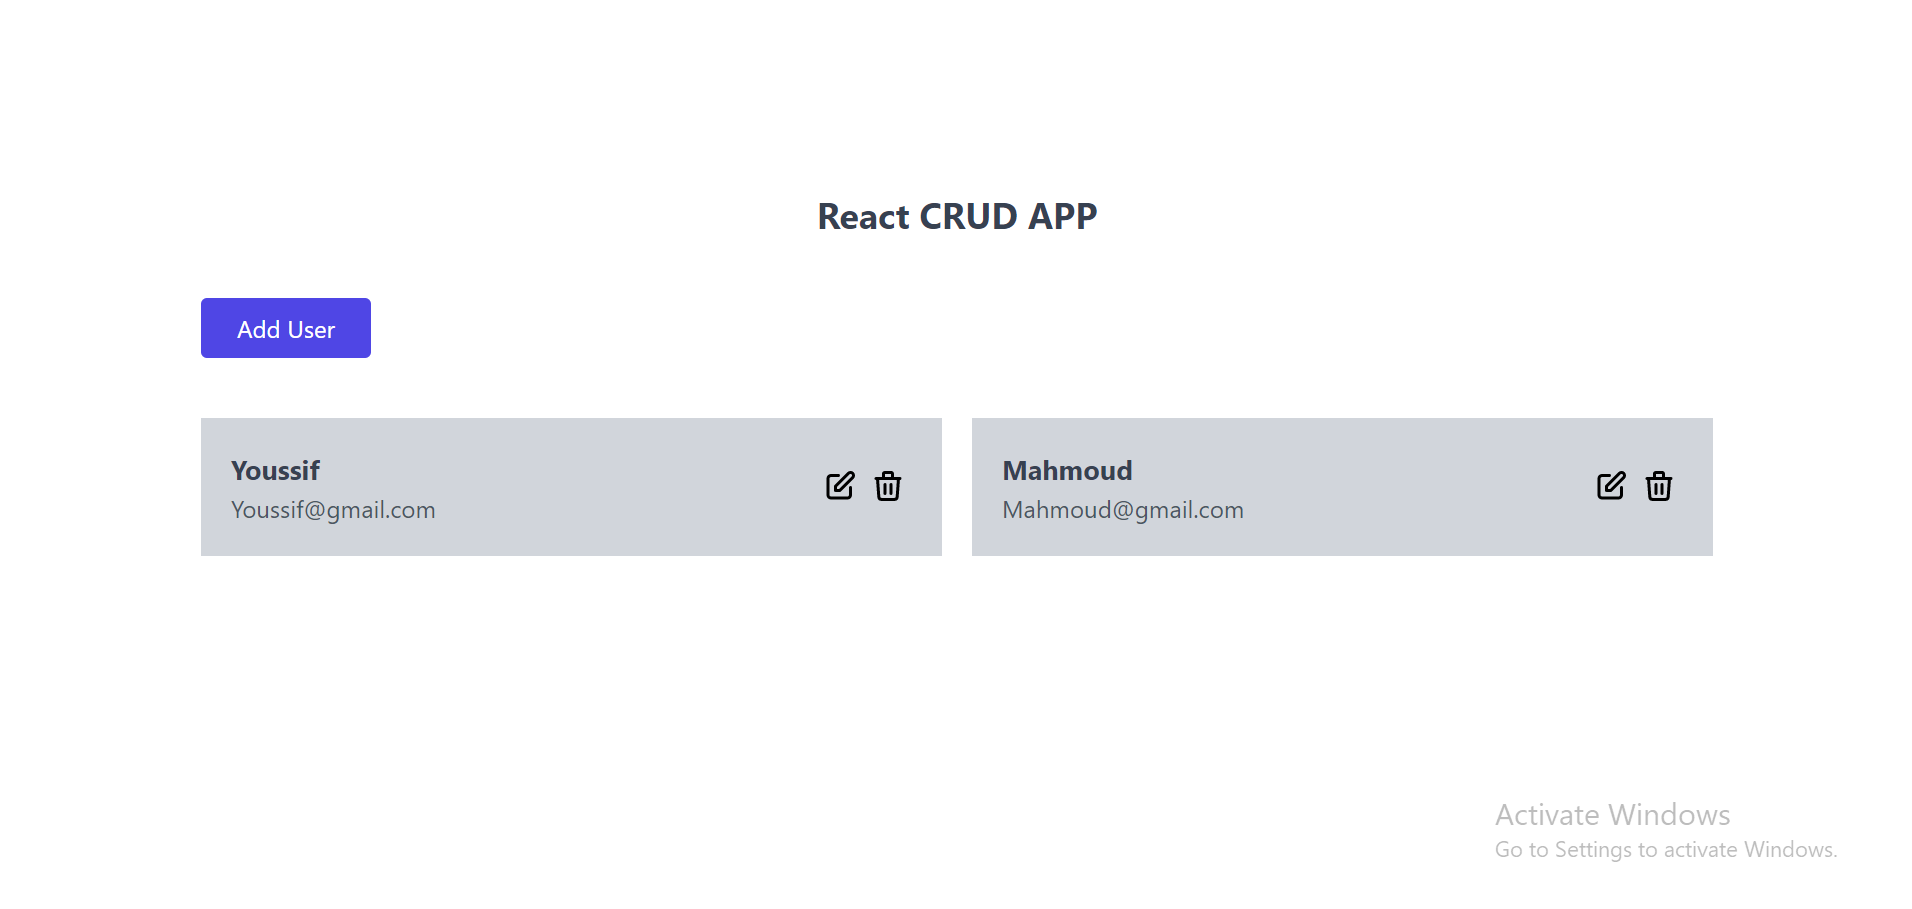 React CRUD APP
Add User
Youssif
Youssif@gmail.com
Mahmoud
Mahmoud@gmail.com
Activate Windows
Go to Settings to activate Windows.